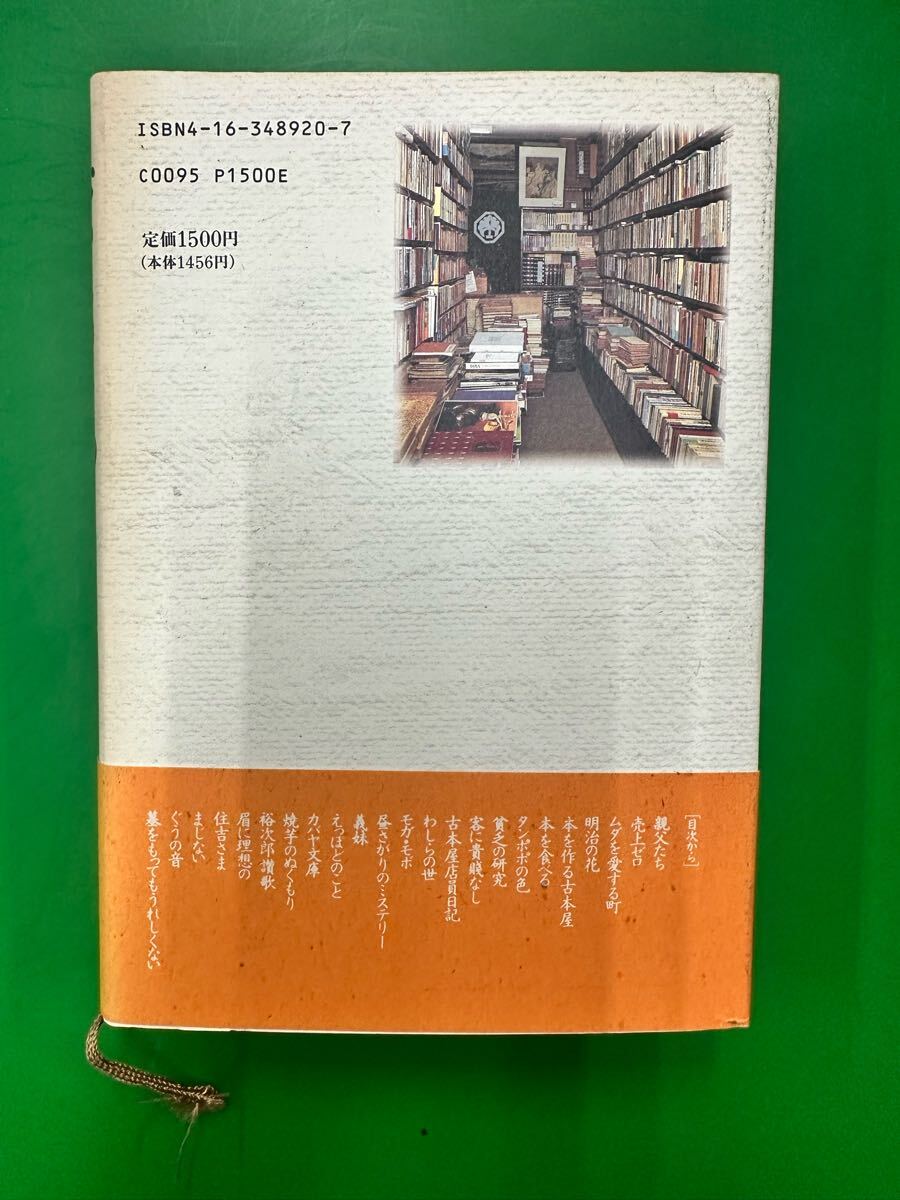 ISBN4-16-348920-7
C0095 P1500E
定価1500円
(本体1456円)
[目次から]
親父たち
売上ゼロ
ムダを愛する町
明治の花
本を作る古本屋
本を食べる
タンポポの色
貧乏の研究
客に貴賤なし
古本屋店員日記
わしらの世
モガ・モボ
昼さがりのミステリー
義妹
えっほどのこと
カバヤ文庫
焼芋のぬくもり
裕次郎讃歌
眉に理想の
住吉さま
まじない
ぐうの音
墓をもってもうれしくない